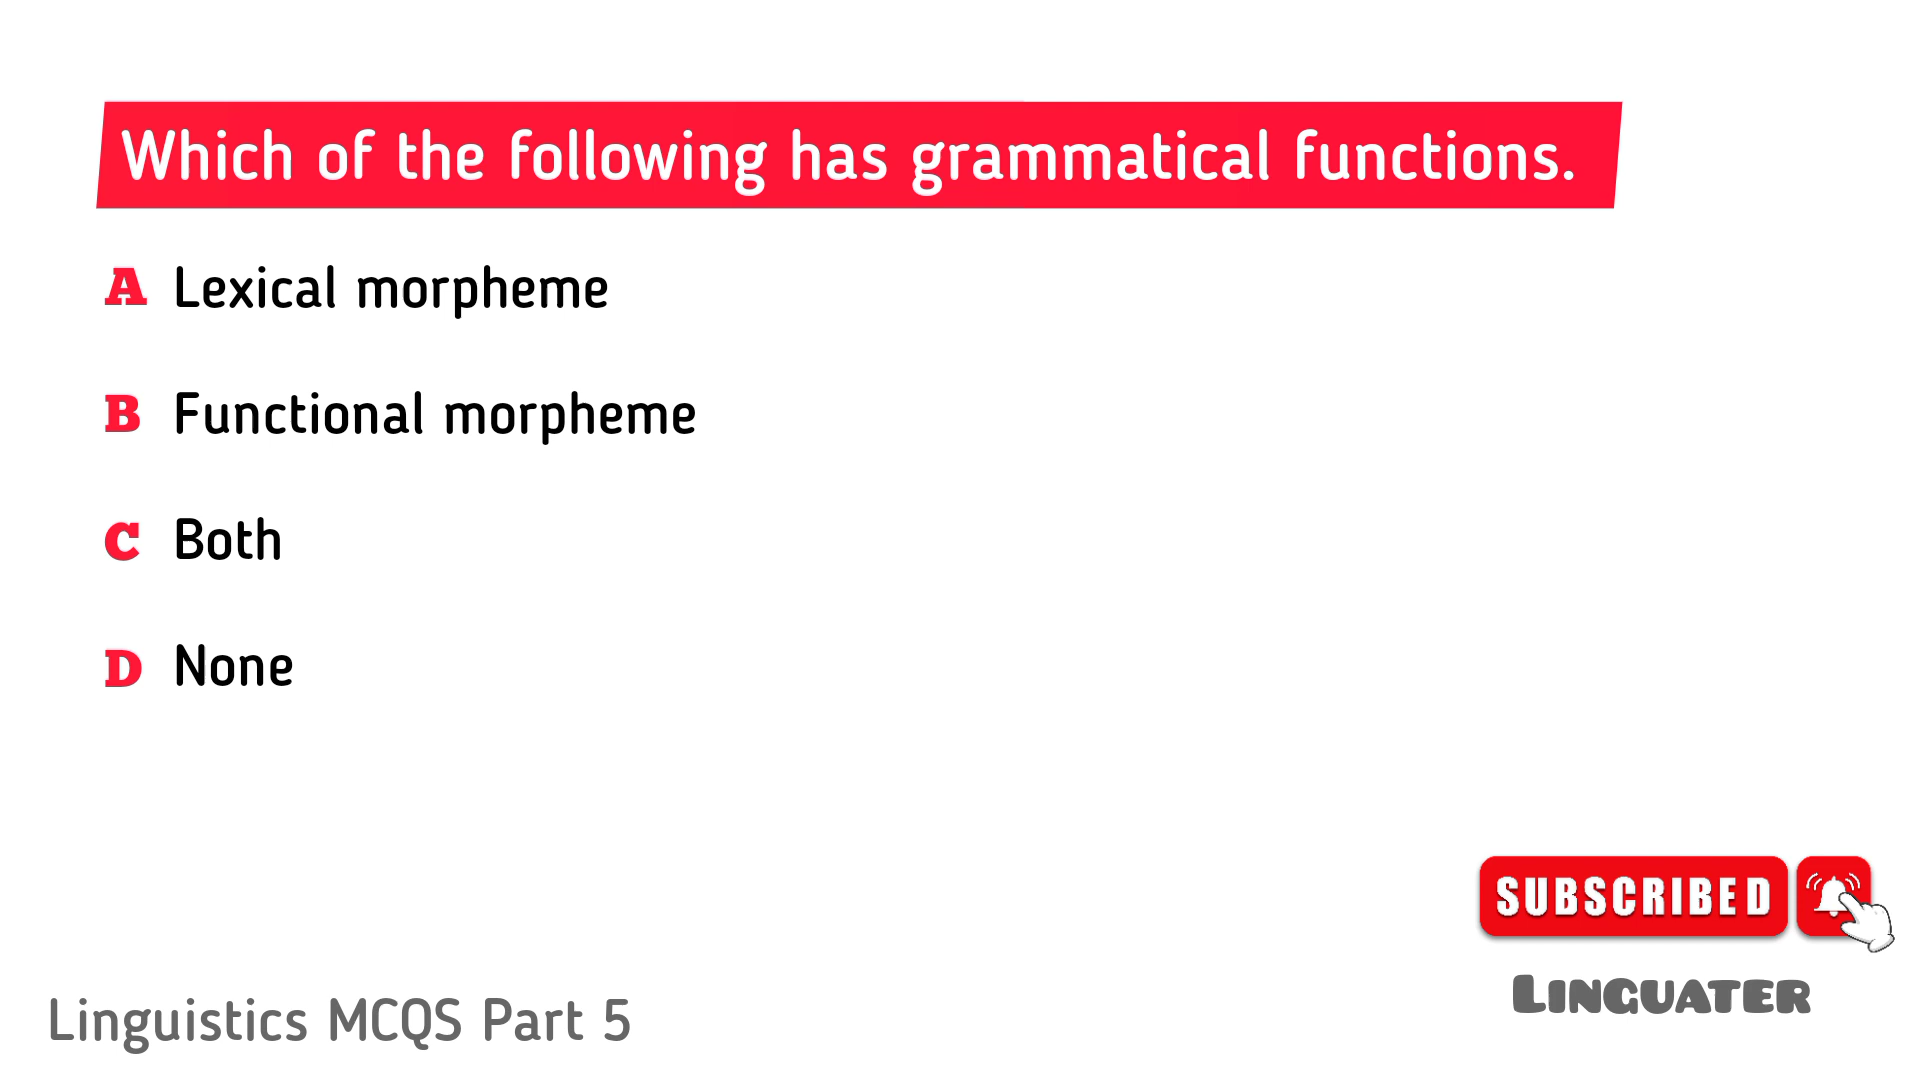 Which of the following has grammatical functions.
A Lexical morpheme
B Functional morpheme
C Both
D None
SUBSCRIBED
LINGUATER
Linguistics MCQS Part 5